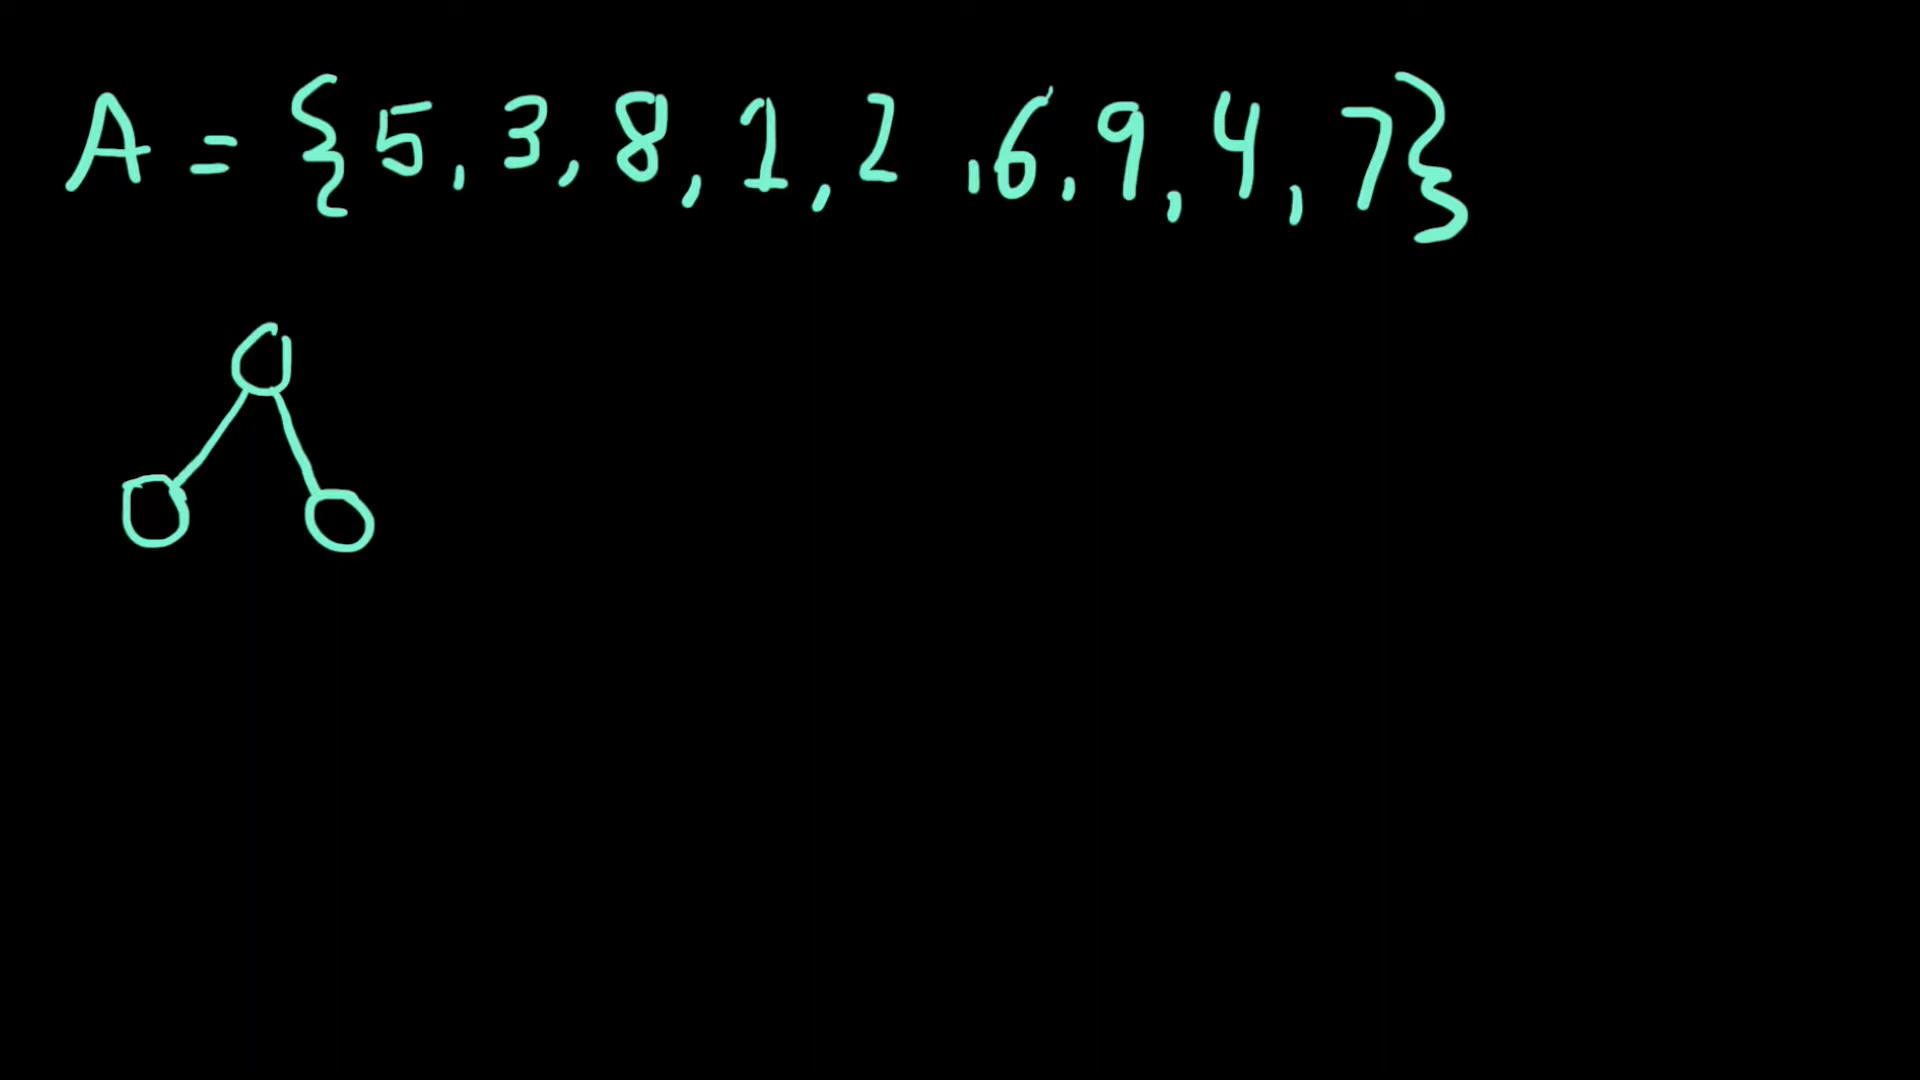 A = {5, 3, 8, 1, 2, 6, 9, 4, 7}